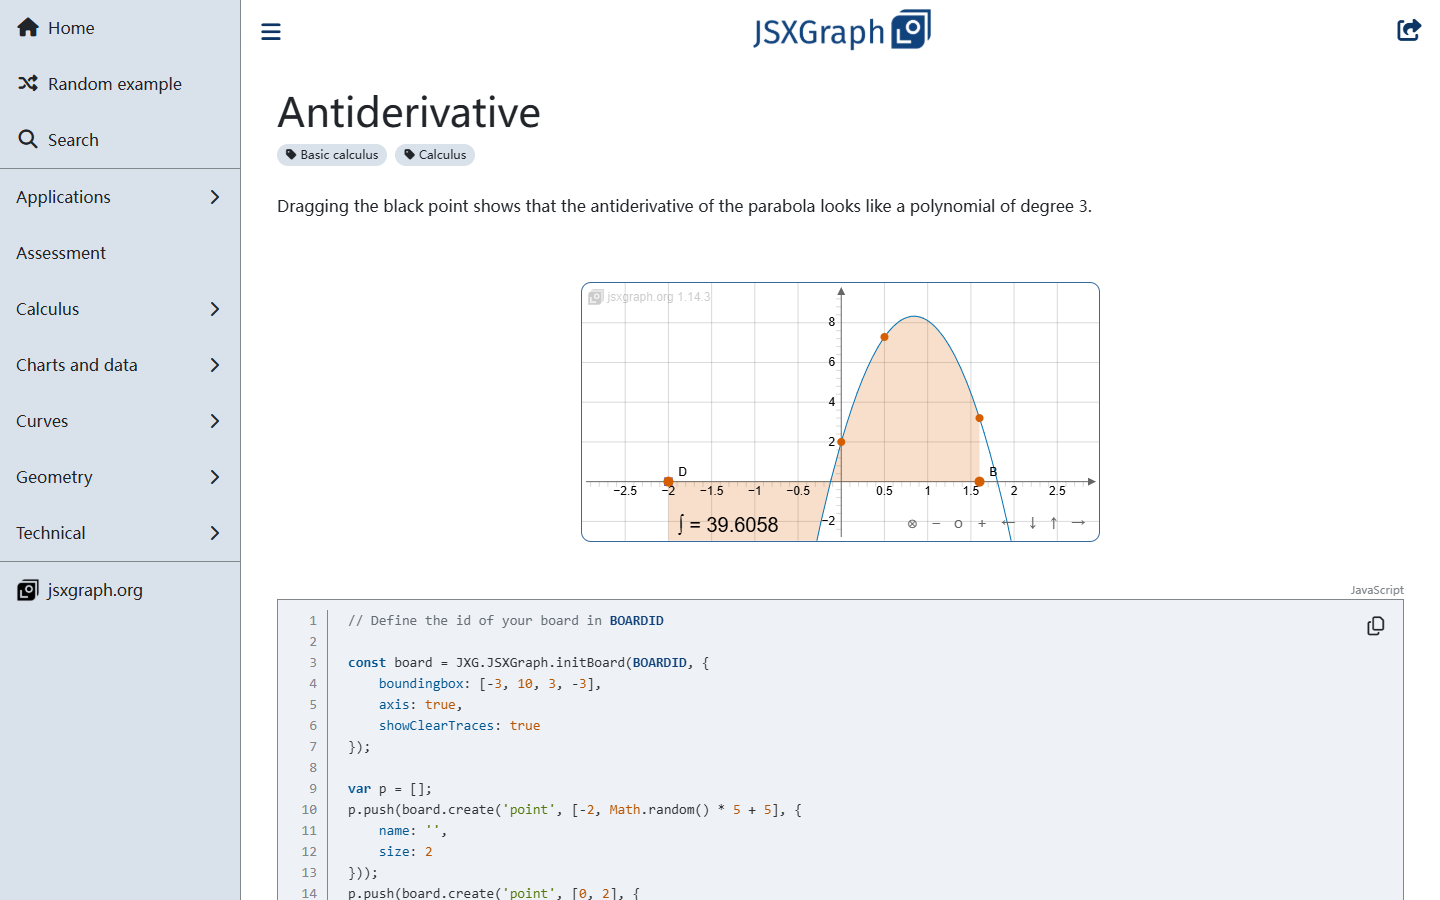 Home
Random example
Search
Applications
Assessment
Calculus
Charts and data
Curves
Geometry
Technical
jsxgraph.org
JSXGraph
Antiderivative
Basic calculus
Calculus
Dragging the black point shows that the antiderivative of the parabola looks like a polynomial of degree 3.
jsxgraph.org 1.14.3
8
6
4
2
D
B
−2.5 −2 −1.5 −1 −0.5 0.5 1 1.5 2 2.5
−2
∫ = 39.6058
⊗ − o + ← ↓ ↑ →
JavaScript
1 // Define the id of your board in BOARDID
2
3 const board = JXG.JSXGraph.initBoard(BOARDID, {
4 boundingbox: [-3, 10, 3, -3],
5 axis: true,
6 showClearTraces: true
7 });
8
9 var p = [];
10 p.push(board.create('point', [-2, Math.random() * 5 + 5], {
11 name: '',
12 size: 2
13 }));
14 p.push(board.create('point', [0, 2], {